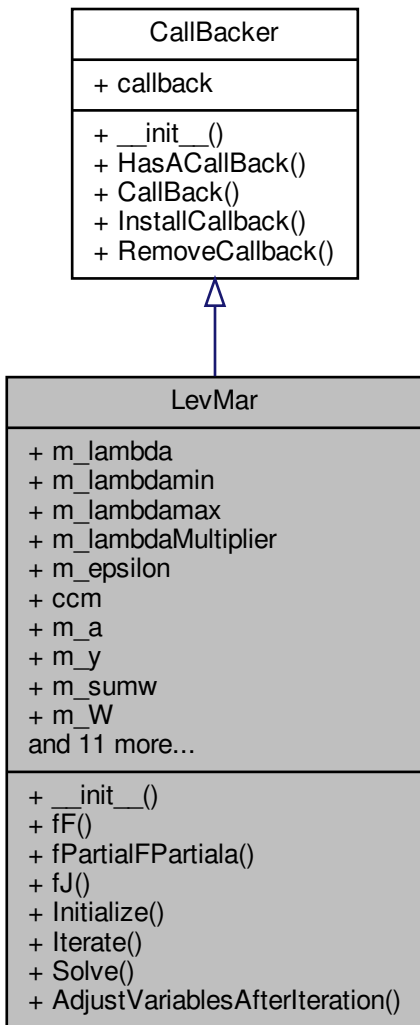 CallBacker
+ callback
+ __init__()
+ HasACallBack()
+ CallBack()
+ InstallCallback()
+ RemoveCallback()
LevMar
+ m_lambda
+ m_lambdamin
+ m_lambdamax
+ m_lambdaMultiplier
+ m_epsilon
+ ccm
+ m_a
+ m_y
+ m_sumw
+ m_W
and 11 more...
+ __init__()
+ fF()
+ fPartialFPartiala()
+ fJ()
+ Initialize()
+ Iterate()
+ Solve()
+ AdjustVariablesAfterIteration()